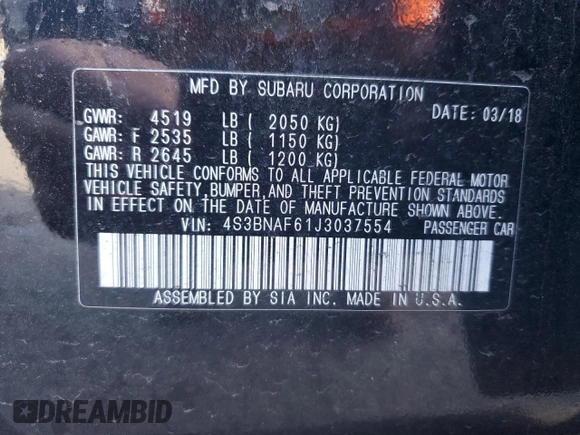 MFD BY SUBARU CORPORATION
GVWR: 4519 LB ( 2050 KG) DATE: 03/18
GAWR: F 2535 LB ( 1150 KG)
GAWR: R 2645 LB ( 1200 KG)
THIS VEHICLE CONFORMS TO ALL APPLICABLE FEDERAL MOTOR
VEHICLE SAFETY, BUMPER, AND THEFT PREVENTION STANDARDS
IN EFFECT ON THE DATE OF MANUFACTURE SHOWN ABOVE.
VIN: 4S3BNAF61J3037554 PASSENGER CAR
ASSEMBLED BY SIA INC. MADE IN U.S.A.
DREAMBID